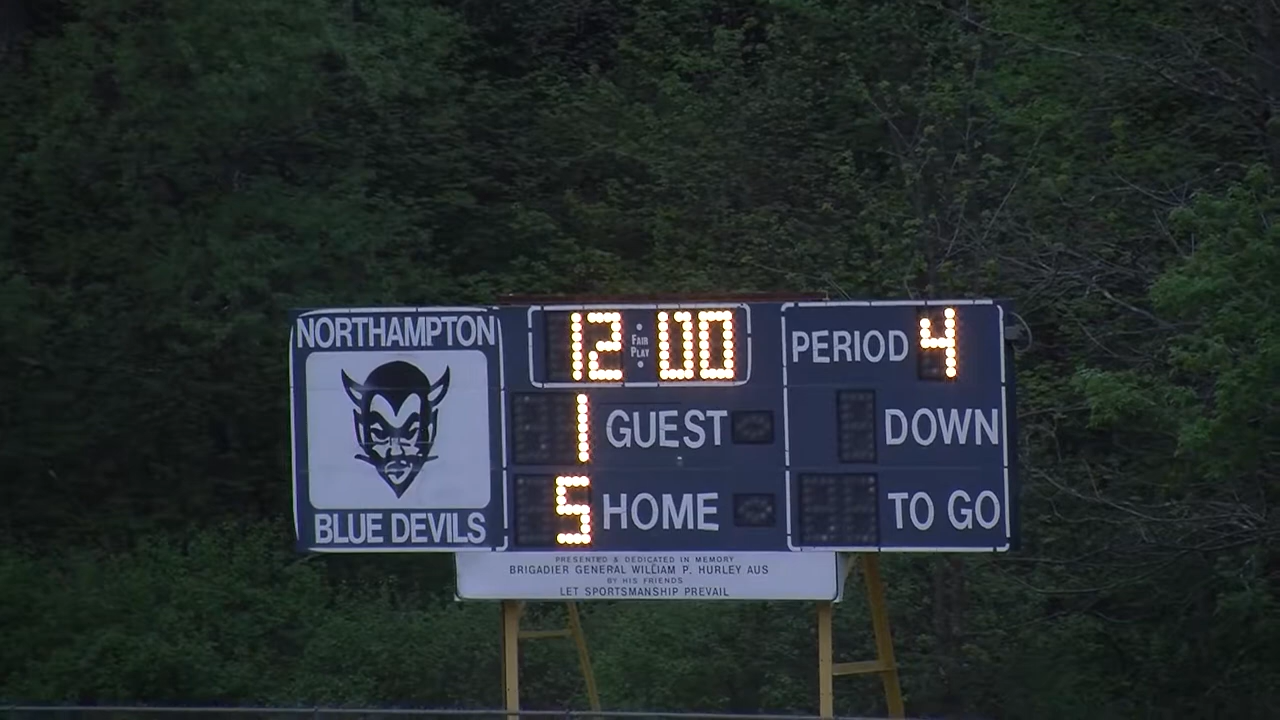 NORTHAMPTON
BLUE DEVILS
12:00
FAIR
PLAY
PERIOD 4
1 GUEST
DOWN
5 HOME
TO GO
PRESENTED & DEDICATED IN MEMORY
BRIGADIER GENERAL WILLIAM P. HURLEY AUS
BY HIS FRIENDS
LET SPORTSMANSHIP PREVAIL